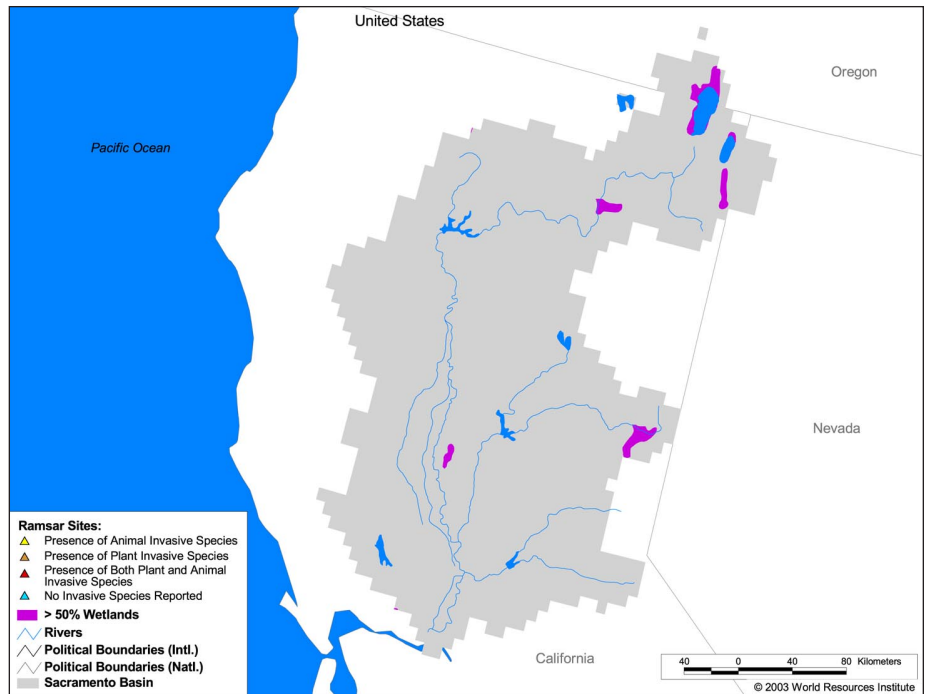 United States
Oregon
Pacific Ocean
Nevada
Ramsar Sites:
Presence of Animal Invasive Species
Presence of Plant Invasive Species
Presence of Both Plant and Animal
Invasive Species
No Invasive Species Reported
> 50% Wetlands
Rivers
Political Boundaries (Intl.)
Political Boundaries (Natl.)
Sacramento Basin
California
40 0 40 80 Kilometers
© 2003 World Resources Institute